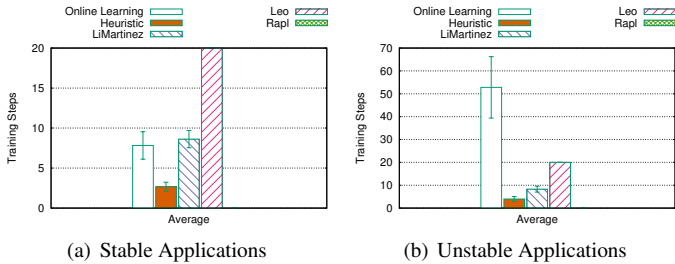 Online Learning
Heuristic
LiMartinez
Leo
Rapl
20
15
10
5
0
Training Steps
Average
(a) Stable Applications
Online Learning
Heuristic
LiMartinez
Leo
Rapl
70
60
50
40
30
20
10
0
Training Steps
Average
(b) Unstable Applications